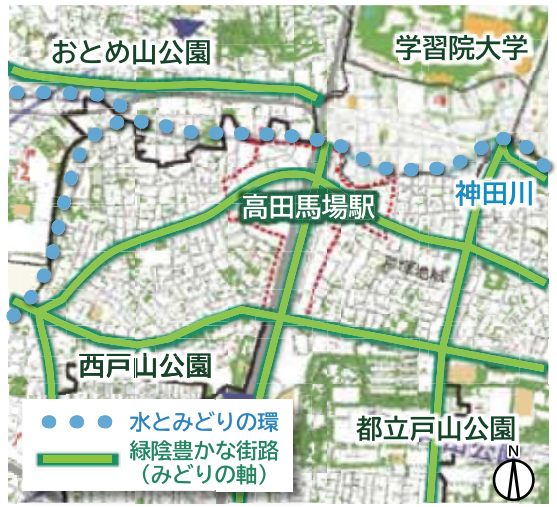 おとめ山公園
学習院大学
神田川
高田馬場駅
西戸山公園
都立戸山公園
水とみどりの環
緑陰豊かな街路
（みどりの軸）
N